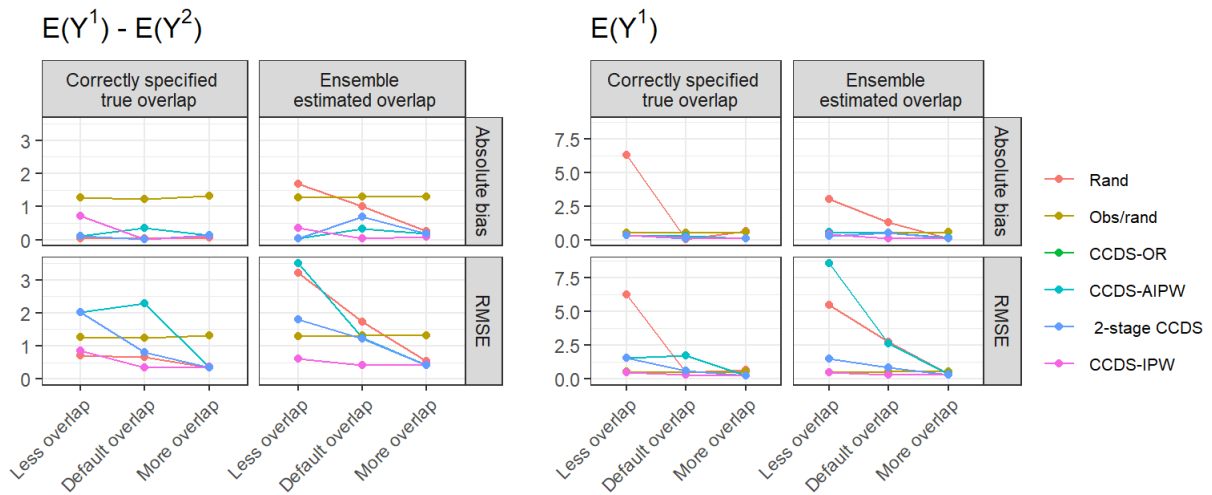 E(Y¹) - E(Y²)
Correctly specified
true overlap
Ensemble
estimated overlap
3
2
1
0
Absolute bias
3
2
1
0
RMSE
Less overlap
Default overlap
More overlap
Less overlap
Default overlap
More overlap
E(Y¹)
Correctly specified
true overlap
Ensemble
estimated overlap
7.5
5.0
2.5
0.0
Absolute bias
7.5
5.0
2.5
0.0
RMSE
Less overlap
Default overlap
More overlap
Less overlap
Default overlap
More overlap
Rand
Obs/rand
CCDS-OR
CCDS-AIPW
2-stage CCDS
CCDS-IPW